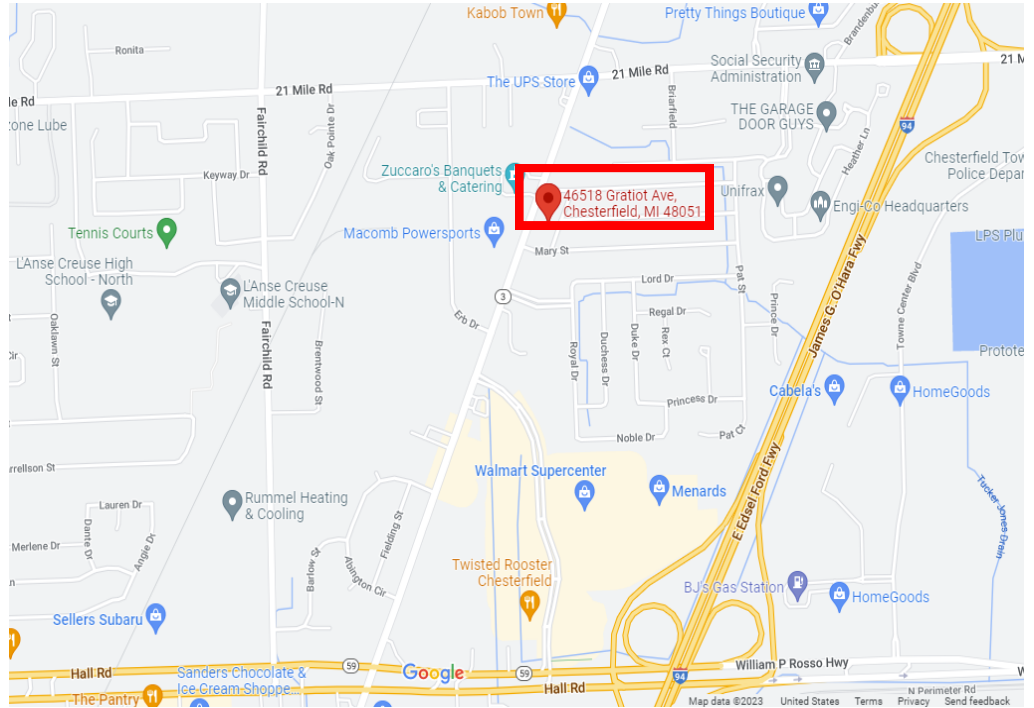 Kabob Town
Pretty Things Boutique
Brandenbu
Ronita
Social Security
Administration
21 M
21 Mile Rd
The UPS Store
21 Mile Rd
le Rd
Briarfield
94
zone Lube
Fairchild Rd
Oak Pointe Dr
THE GARAGE
DOOR GUYS
Heather Ln
Chesterfield Tow
Police Depar
Keyway Dr
Zuccaro's Banquets
& Catering
46518 Gratiot Ave,
Chesterfield, MI 48051
Unifrax
Engi-Co Headquarters
Tennis Courts
Macomb Powersports
LPS Plu
Mary St
L'Anse Creuse High
School - North
L'Anse Creuse
Middle School-N
Lord Dr
Pat St
James G. O'Hara Fwy
Towne Center Blvd
3
Regal Dr
Prince Dr
Erb Dr
Oaklawn St
Fairchild Rd
Brentwood St
Royal Dr
Duchess Dr
Duke Dr
Rex Ct
Cir
Protote
Cabela's
HomeGoods
Princess Dr
Noble Dr
Pat Ct
rrellson St
Walmart Supercenter
Menards
E Edsel Ford Fwy
Tucker Jones Drain
Rummel Heating
& Cooling
Lauren Dr
Dante Dr
Angle Dr
Merlene Dr
Fielding St
Barlow St
Abington Cir
Twisted Rooster
Chesterfield
BJ's Gas Station
HomeGoods
Sellers Subaru
Hall Rd
59
Google
59
William P Rosso Hwy
94
W
Sanders Chocolate &
Ice Cream Shoppe
Hall Rd
N Perimeter Rd
The Pantry
Map data ©2023
United States
Terms
Privacy
Send feedback